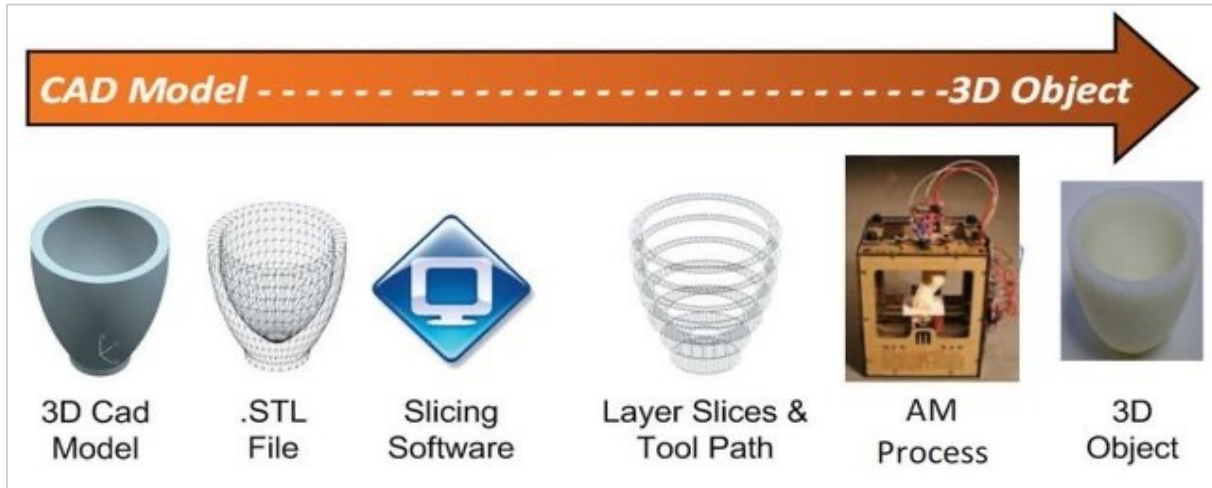 CAD Model - - - - - - -- - - - - - - - - - - - - - - - - - - - -3D Object
3D Cad
Model
.STL
File
Slicing
Software
Layer Slices &
Tool Path
AM
Process
3D
Object